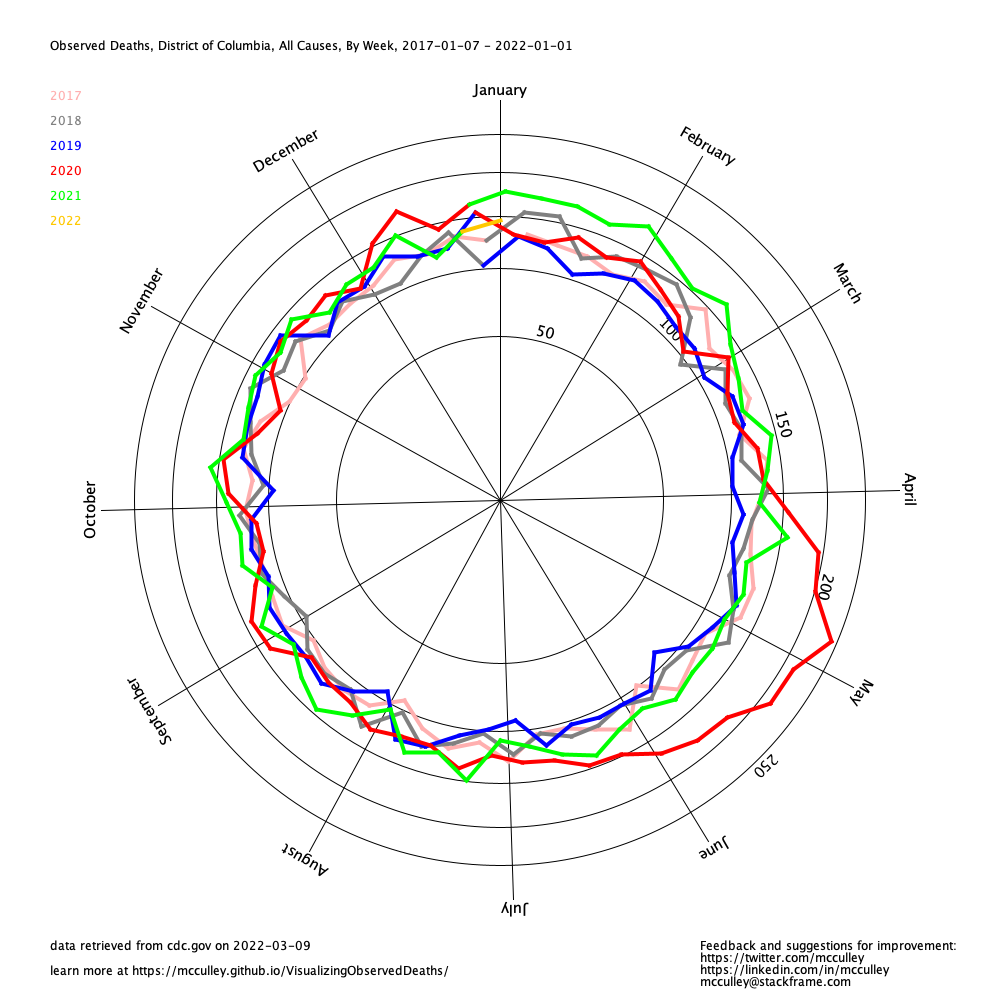 Observed Deaths, District of Columbia, All Causes, By Week, 2017-01-07 - 2022-01-01
2017
2018
2019
2020
2021
2022
January
February
March
April
May
June
July
August
September
October
November
December
50
100
150
200
250
data retrieved from cdc.gov on 2022-03-09
learn more at https://mcculley.github.io/VisualizingObservedDeaths/
Feedback and suggestions for improvement:
https://twitter.com/mcculley
https://linkedin.com/in/mcculley
mcculley@stackframe.com